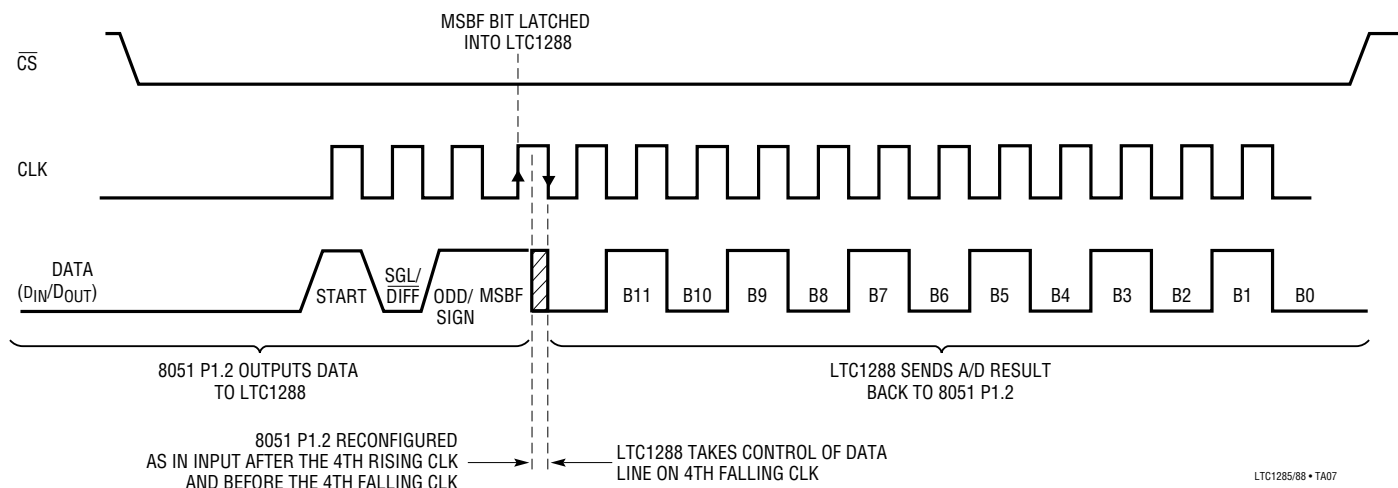 MSBF BIT LATCHED
INTO LTC1288
CS
CLK
DATA
(DIN/DOUT)
START
SGL/
DIFF
ODD/
SIGN
MSBF
B11
B10
B9
B8
B7
B6
B5
B4
B3
B2
B1
B0
8051 P1.2 OUTPUTS DATA
TO LTC1288
LTC1288 SENDS A/D RESULT
BACK TO 8051 P1.2
8051 P1.2 RECONFIGURED
AS IN INPUT AFTER THE 4TH RISING CLK
AND BEFORE THE 4TH FALLING CLK
LTC1288 TAKES CONTROL OF DATA
LINE ON 4TH FALLING CLK
LTC1285/88 • TA07